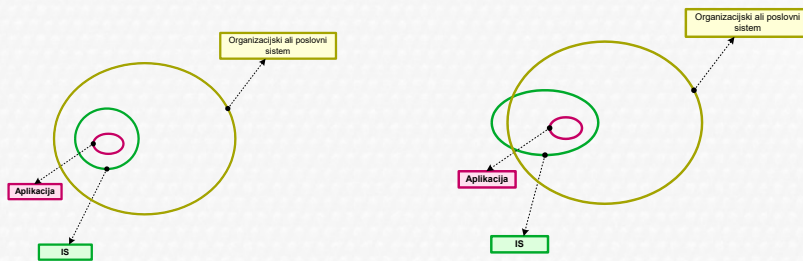 Organizacijski ali poslovni
sistem
Aplikacija
IS
Organizacijski ali poslovni
sistem
Aplikacija
IS